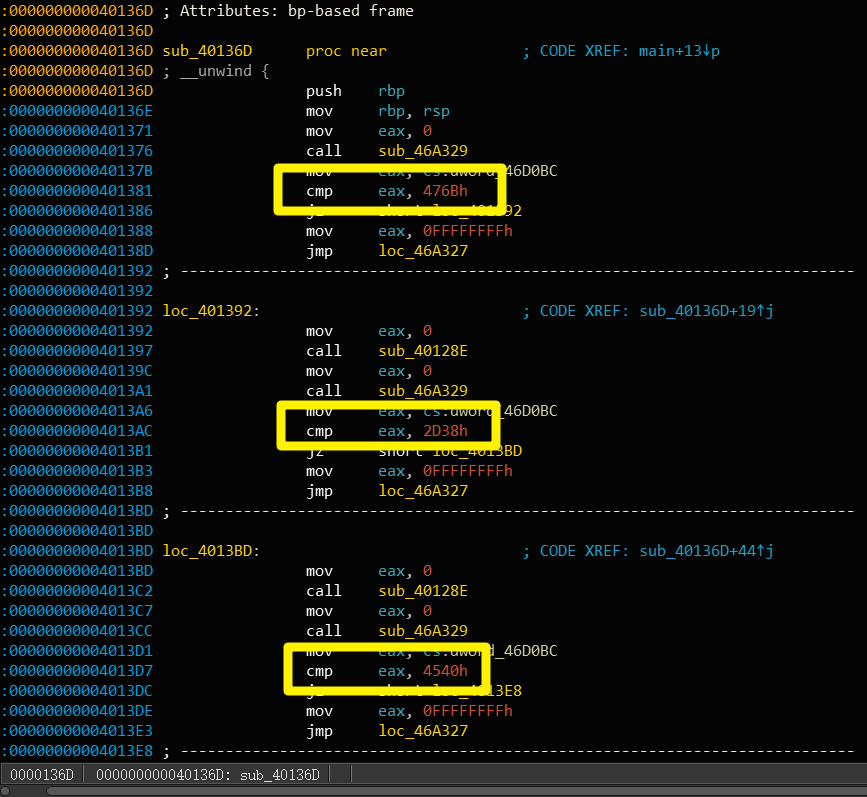 :000000000040136D ; Attributes: bp-based frame
:000000000040136D
:000000000040136D sub_40136D proc near ; CODE XREF: main+13↓p
:000000000040136D ; __unwind {
:000000000040136D push rbp
:000000000040136E mov rbp, rsp
:0000000000401371 mov eax, 0
:0000000000401376 call sub_46A329
:000000000040137B mov eax, cs:dword_46D0BC
:0000000000401381 cmp eax, 476Bh
:0000000000401386 jz short loc_401392
:0000000000401388 mov eax, 0FFFFFFFFh
:000000000040138D jmp loc_46A327
:0000000000401392 ; ---------------------------------------------------------------------------
:0000000000401392
:0000000000401392 loc_401392: ; CODE XREF: sub_40136D+19↑j
:0000000000401392 mov eax, 0
:0000000000401397 call sub_40128E
:000000000040139C mov eax, 0
:00000000004013A1 call sub_46A329
:00000000004013A6 mov eax, cs:dword_46D0BC
:00000000004013AC cmp eax, 2D38h
:00000000004013B1 jz short loc_4013BD
:00000000004013B3 mov eax, 0FFFFFFFFh
:00000000004013B8 jmp loc_46A327
:00000000004013BD ; ---------------------------------------------------------------------------
:00000000004013BD
:00000000004013BD loc_4013BD: ; CODE XREF: sub_40136D+44↑j
:00000000004013BD mov eax, 0
:00000000004013C2 call sub_40128E
:00000000004013C7 mov eax, 0
:00000000004013CC call sub_46A329
:00000000004013D1 mov eax, cs:dword_46D0BC
:00000000004013D7 cmp eax, 4540h
:00000000004013DC jz short loc_4013E8
:00000000004013DE mov eax, 0FFFFFFFFh
:00000000004013E3 jmp loc_46A327
:00000000004013E8 ; ---------------------------------------------------------------------------
0000136D 000000000040136D: sub_40136D